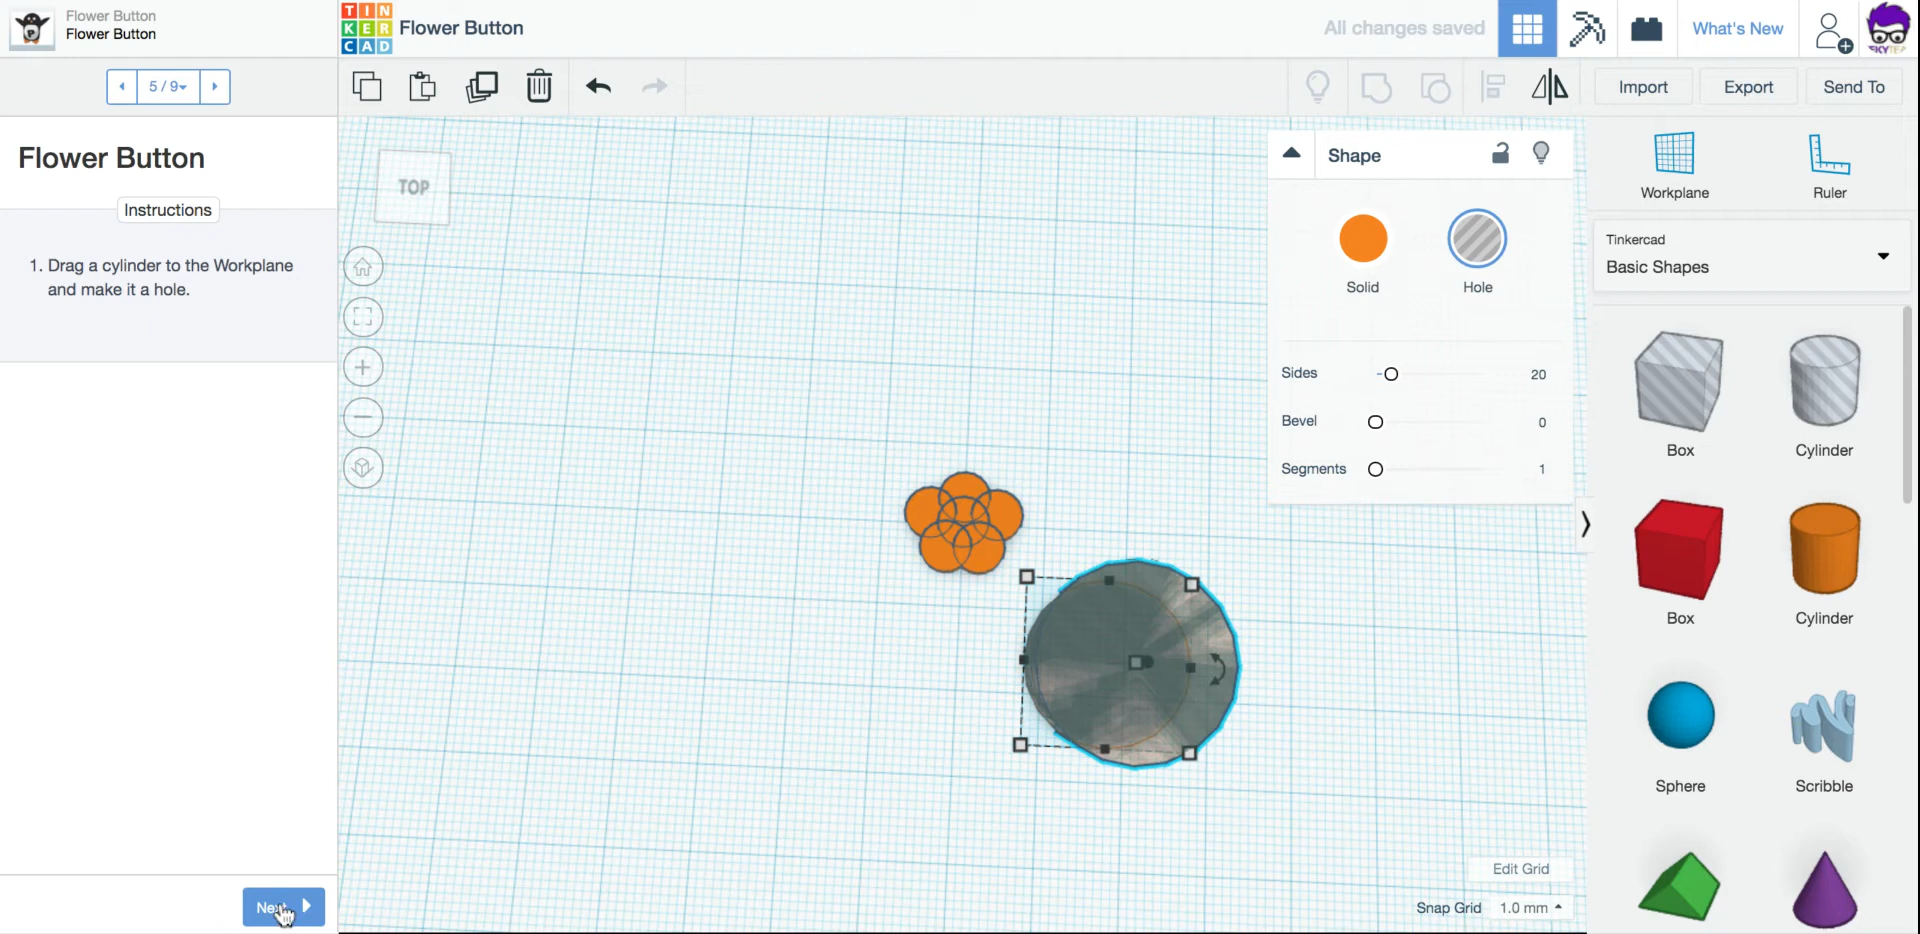 Flower Button
Flower Button
TIN
KER
CAD
Flower Button
All changes saved
What's New
5 / 9
Import
Export
Send To
Flower Button
Instructions
1. Drag a cylinder to the Workplane
and make it a hole.
TOP
Shape
Solid
Hole
Sides
20
Bevel
0
Segments
1
Workplane
Ruler
Tinkercad
Basic Shapes
Box
Cylinder
Box
Cylinder
Sphere
Scribble
Edit Grid
Snap Grid
1.0 mm